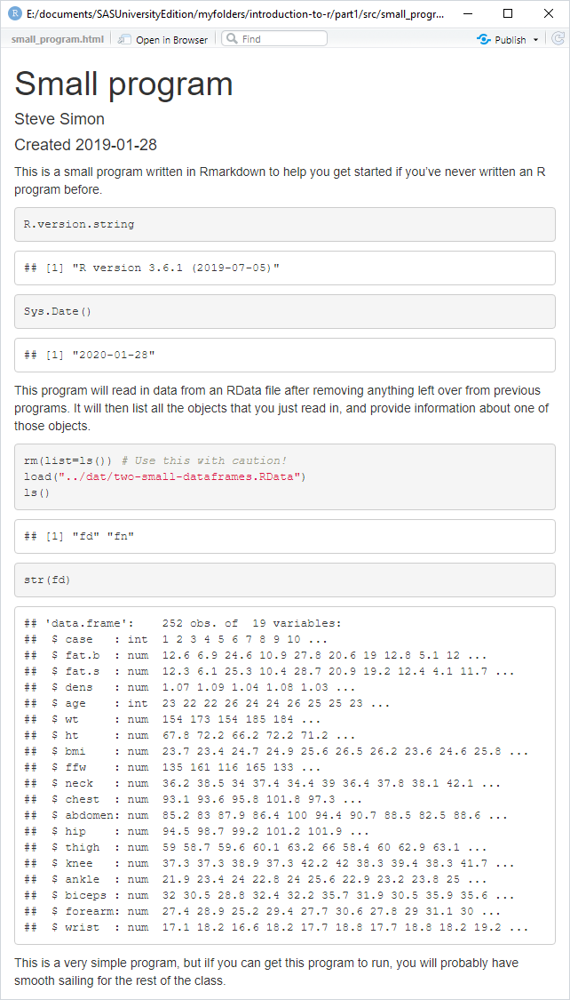 E:/documents/SASUniversityEdition/myfolders/introduction-to-r/part1/src/small_progr...
small_program.html Open in Browser Find Publish
Small program
Steve Simon
Created 2019-01-28
This is a small program written in Rmarkdown to help you get started if you've never written an R
program before.
R.version.string
## [1] "R version 3.6.1 (2019-07-05)"
Sys.Date()
## [1] "2020-01-28"
This program will read in data from an RData file after removing anything left over from previous
programs. It will then list all the objects that you just read in, and provide information about one of
those objects.
rm(list=ls()) # Use this with caution!
load("../dat/two-small-dataframes.RData")
ls()
## [1] "fd" "fn"
str(fd)
## 'data.frame':    252 obs. of  19 variables:
##  $ case   : int  1 2 3 4 5 6 7 8 9 10 ...
##  $ fat.b  : num  12.6 6.9 24.6 10.9 27.8 20.6 19 12.8 5.1 12 ...
##  $ fat.s  : num  12.3 6.1 25.3 10.4 28.7 20.9 19.2 12.4 4.1 11.7 ...
##  $ dens   : num  1.07 1.09 1.04 1.08 1.03 ...
##  $ age    : int  23 22 22 26 24 24 26 25 25 23 ...
##  $ wt     : num  154 173 154 185 184 ...
##  $ ht     : num  67.8 72.2 66.2 72.2 71.2 ...
##  $ bmi    : num  23.7 23.4 24.7 24.9 25.6 26.5 26.2 23.6 24.6 25.8 ...
##  $ ffw    : num  135 161 116 165 133 ...
##  $ neck   : num  36.2 38.5 34 37.4 34.4 39 36.4 37.8 38.1 42.1 ...
##  $ chest  : num  93.1 93.6 95.8 101.8 97.3 ...
##  $ abdomen: num  85.2 83 87.9 86.4 100 94.4 90.7 88.5 82.5 88.6 ...
##  $ hip    : num  94.5 98.7 99.2 101.2 101.9 ...
##  $ thigh  : num  59 58.7 59.6 60.1 63.2 66 58.4 60 62.9 63.1 ...
##  $ knee   : num  37.3 37.3 38.9 37.3 42.2 42 38.3 39.4 38.3 41.7 ...
##  $ ankle  : num  21.9 23.4 24 22.8 24 25.6 22.9 23.2 23.8 25 ...
##  $ biceps : num  32 30.5 28.8 32.4 32.2 35.7 31.9 30.5 35.9 35.6 ...
##  $ forearm: num  27.4 28.9 25.2 29.4 27.7 30.6 27.8 29 31.1 30 ...
##  $ wrist  : num  17.1 18.2 16.6 18.2 17.7 18.8 17.7 18.8 18.2 19.2 ...
This is a very simple program, but iIf you can get this program to run, you will probably have
smooth sailing for the rest of the class.